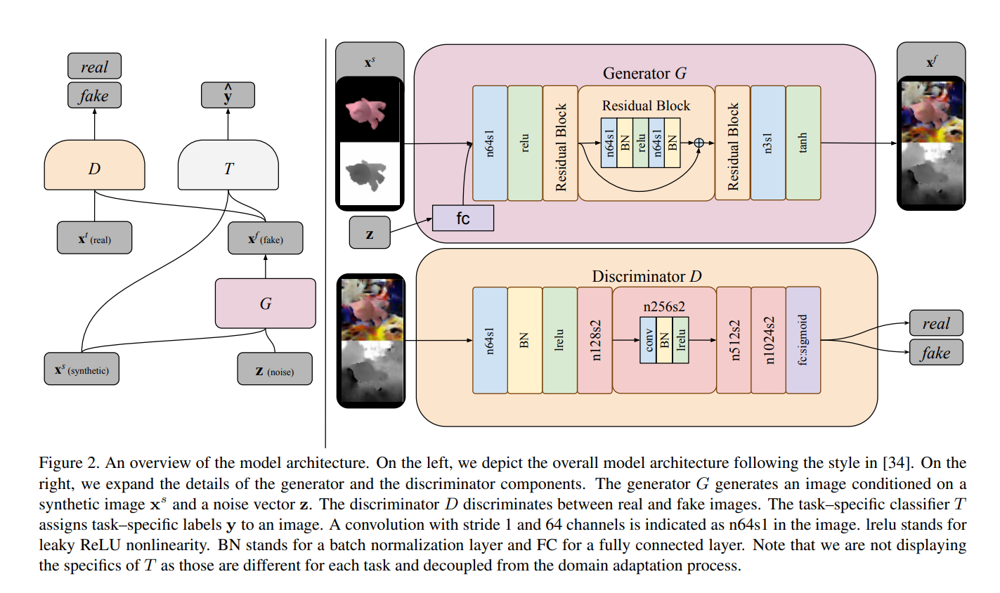 real
fake
ŷ
D
T
x^t (real)
x^f (fake)
G
x^s (synthetic)
z (noise)
x^s
Generator G
x^f
n64s1
relu
Residual Block
Residual Block
n64s1
BN
relu
n64s1
BN
Residual Block
n3s1
tanh
fc
z
Discriminator D
n64s1
BN
lrelu
n128s2
n256s2
conv
BN
lrelu
n512s2
n1024s2
fc:sigmoid
real
fake
Figure 2. An overview of the model architecture. On the left, we depict the overall model architecture following the style in [34]. On the
right, we expand the details of the generator and the discriminator components. The generator G generates an image conditioned on a
synthetic image x^s and a noise vector z. The discriminator D discriminates between real and fake images. The task–specific classifier T
assigns task–specific labels y to an image. A convolution with stride 1 and 64 channels is indicated as n64s1 in the image. lrelu stands for
leaky ReLU nonlinearity. BN stands for a batch normalization layer and FC for a fully connected layer. Note that we are not displaying
the specifics of T as those are different for each task and decoupled from the domain adaptation process.